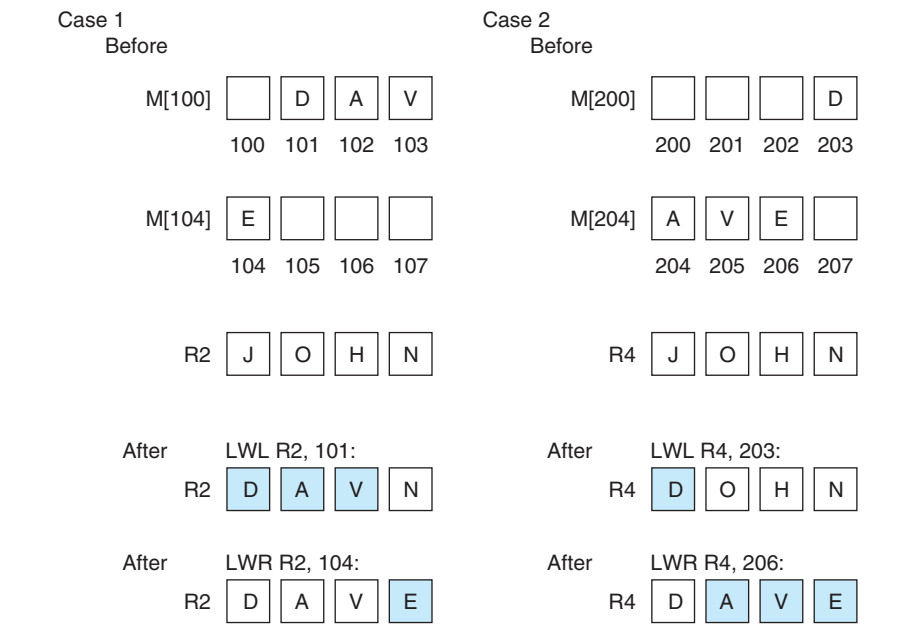 Case 1
Before
M[100] D A V
100 101 102 103
M[104] E
104 105 106 107
R2 J O H N
After LWL R2, 101:
R2 D A V N
After LWR R2, 104:
R2 D A V E
Case 2
Before
M[200] D
200 201 202 203
M[204] A V E
204 205 206 207
R4 J O H N
After LWL R4, 203:
R4 D O H N
After LWR R4, 206:
R4 D A V E